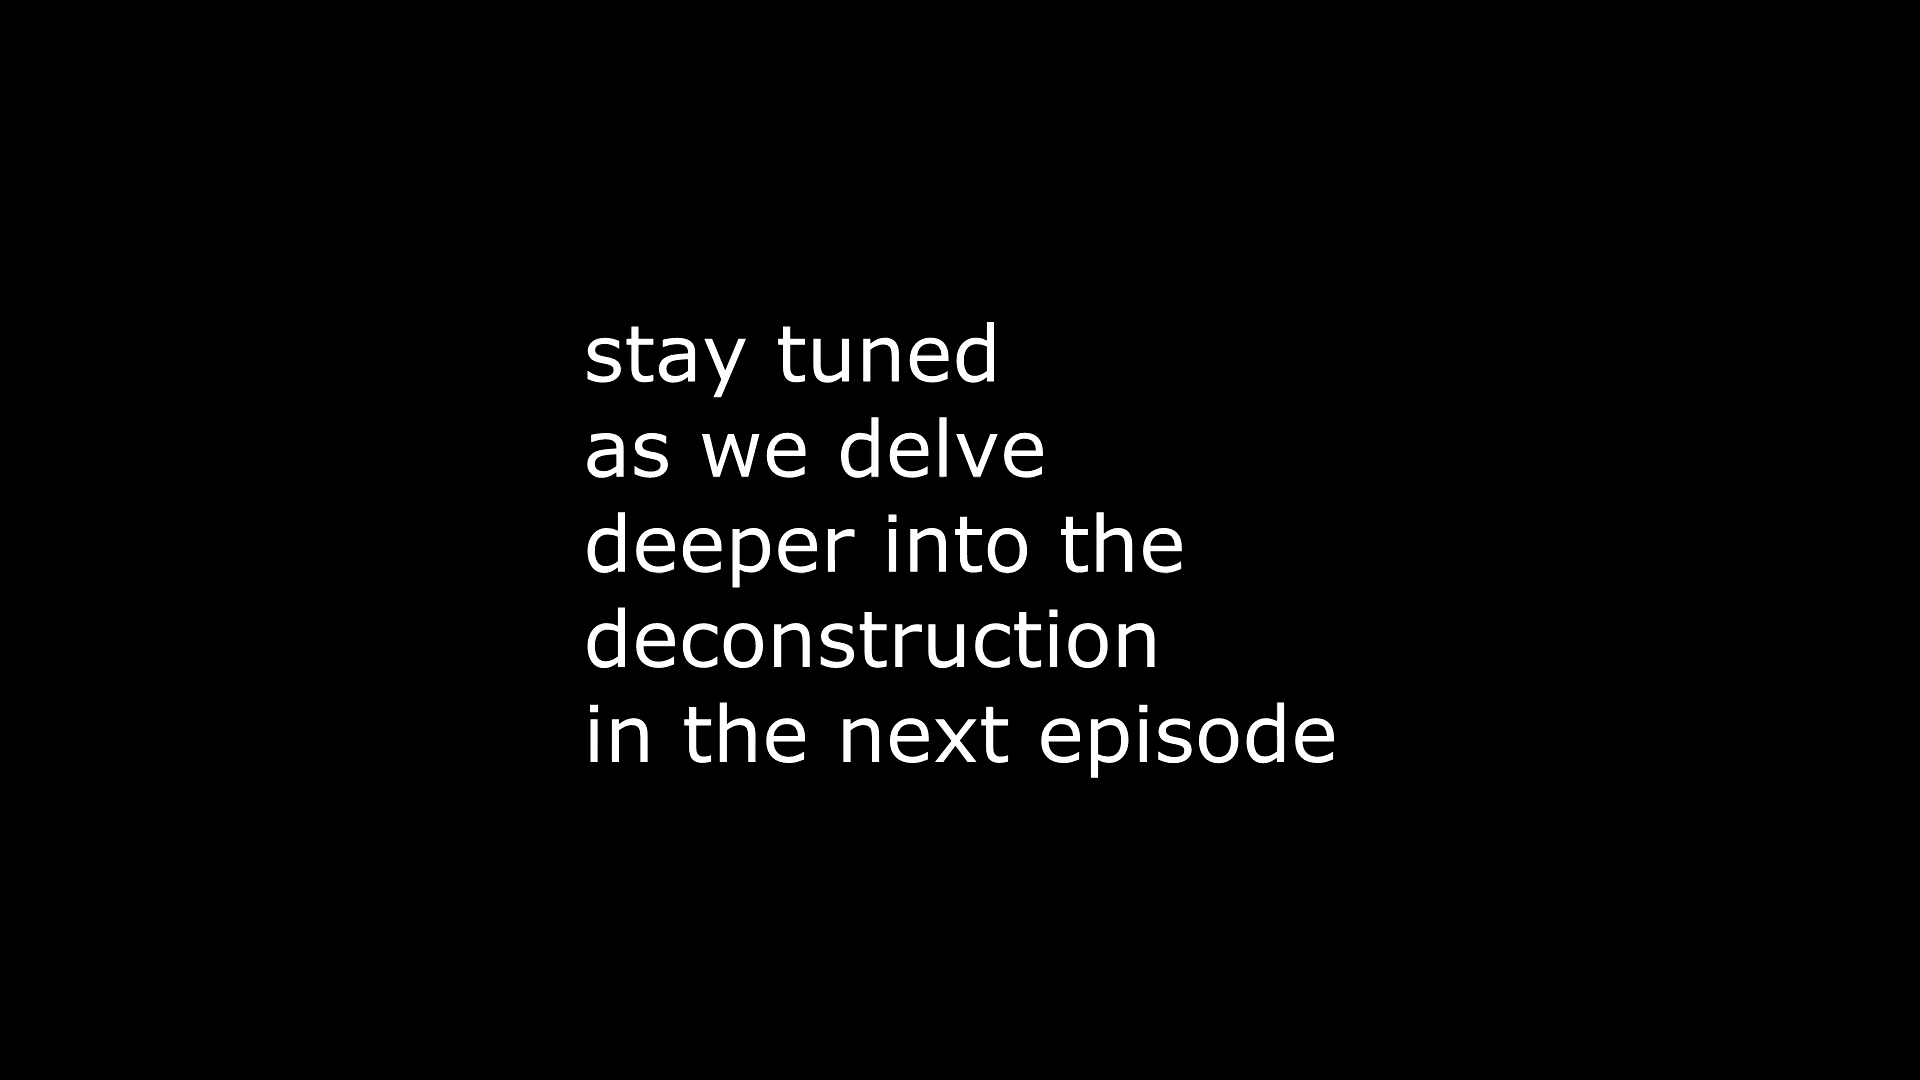 stay tuned
as we delve
deeper into the
deconstruction
in the next episode